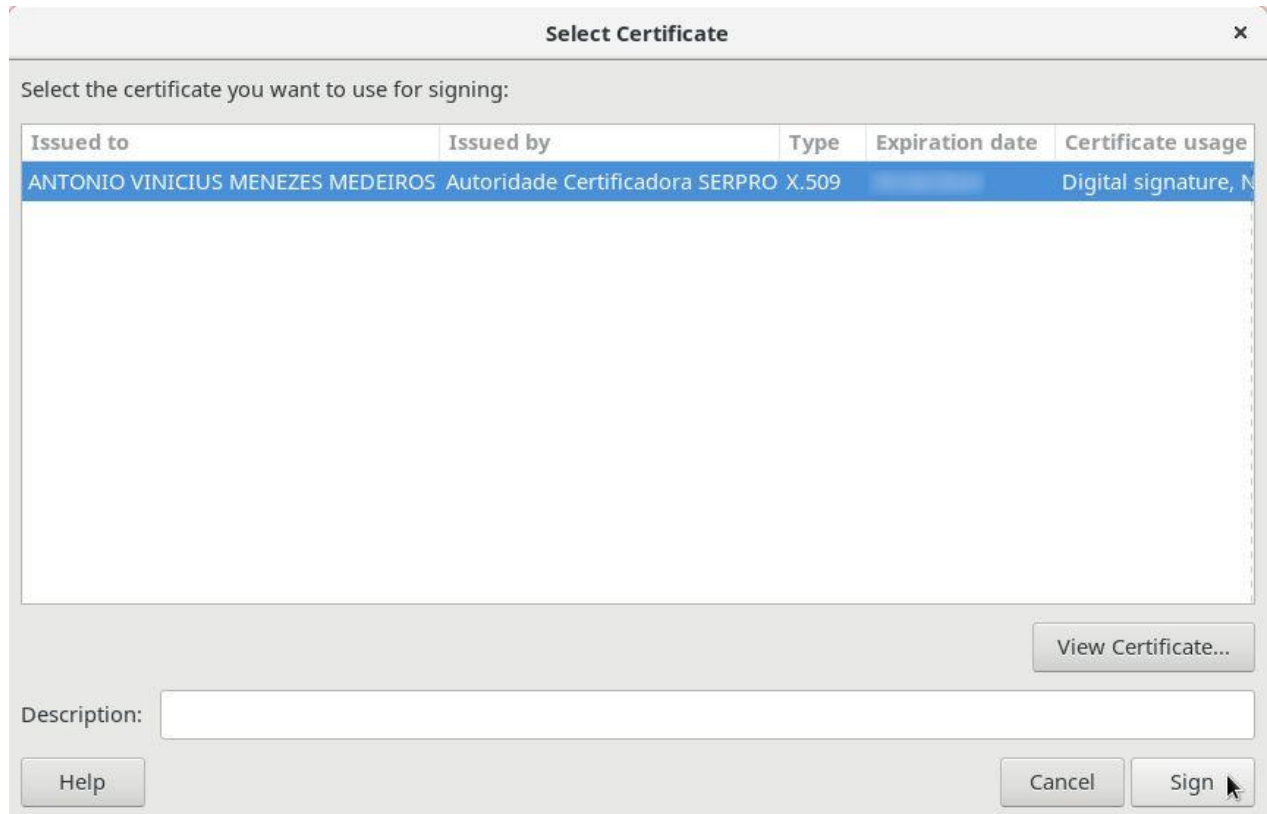 Select Certificate
Select the certificate you want to use for signing:
Issued to Issued by Type Expiration date Certificate usage
ANTONIO VINICIUS MENEZES MEDEIROS Autoridade Certificadora SERPRO X.509 Digital signature, N
View Certificate...
Description:
Help Cancel Sign